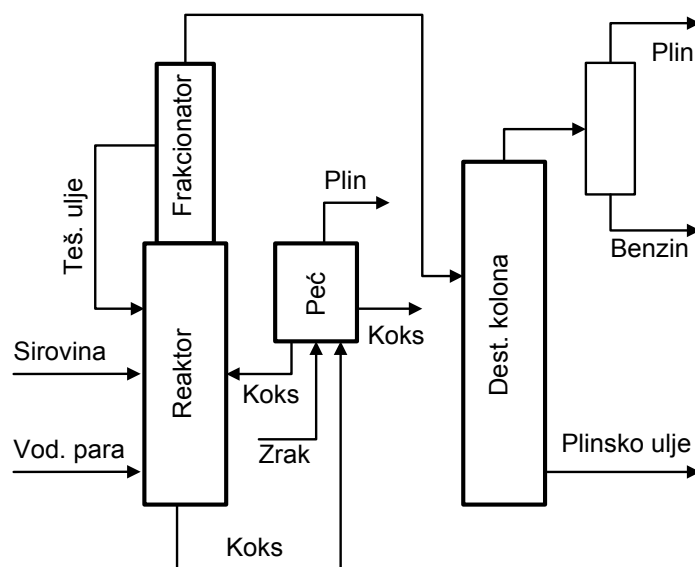 Plin
Frakcionator
Teš. ulje
Plin
Benzin
Peć
Koks
Sirovina
Reaktor
Koks
Dest. kolona
Zrak
Vod. para
Plinsko ulje
Koks